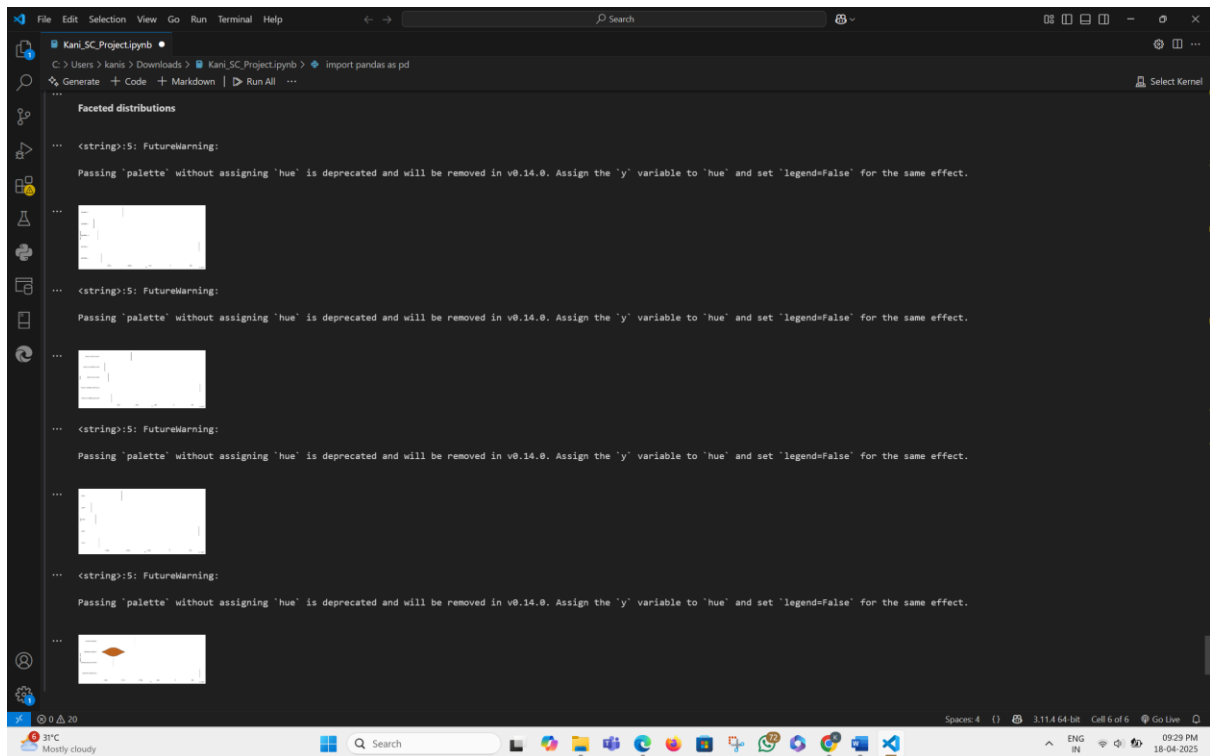 File Edit Selection View Go Run Terminal Help
Search
Kani_SC_Project.ipynb
C: > Users > kanis > Downloads > Kani_SC_Project.ipynb > import pandas as pd
Generate + Code + Markdown | Run All ...
Select Kernel
Faceted distributions
... <string>:5: FutureWarning:
Passing `palette` without assigning `hue` is deprecated and will be removed in v0.14.0. Assign the `y` variable to `hue` and set `legend=False` for the same effect.
... <string>:5: FutureWarning:
Passing `palette` without assigning `hue` is deprecated and will be removed in v0.14.0. Assign the `y` variable to `hue` and set `legend=False` for the same effect.
... <string>:5: FutureWarning:
Passing `palette` without assigning `hue` is deprecated and will be removed in v0.14.0. Assign the `y` variable to `hue` and set `legend=False` for the same effect.
... <string>:5: FutureWarning:
Passing `palette` without assigning `hue` is deprecated and will be removed in v0.14.0. Assign the `y` variable to `hue` and set `legend=False` for the same effect.
0 20
Spaces: 4 {} 3.11.4 64-bit Cell 6 of 6 Go Live
31°C
Mostly cloudy
Search
ENG
IN
09:29 PM
18-04-2025